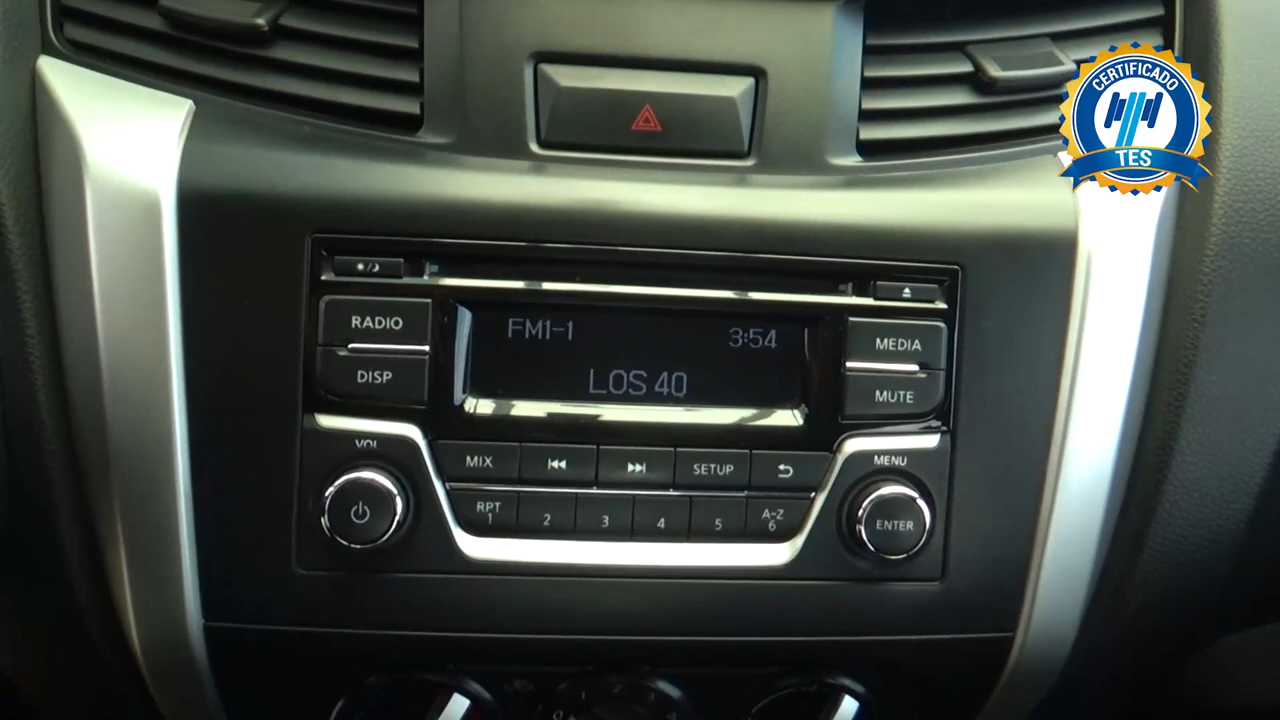 CERTIFICADO
TES
RADIO
DISP
FM1-1
3:54
LOS 40
MEDIA
MUTE
VOL
MIX
SETUP
MENU
RPT
1
2
3
4
5
A-Z
6
ENTER